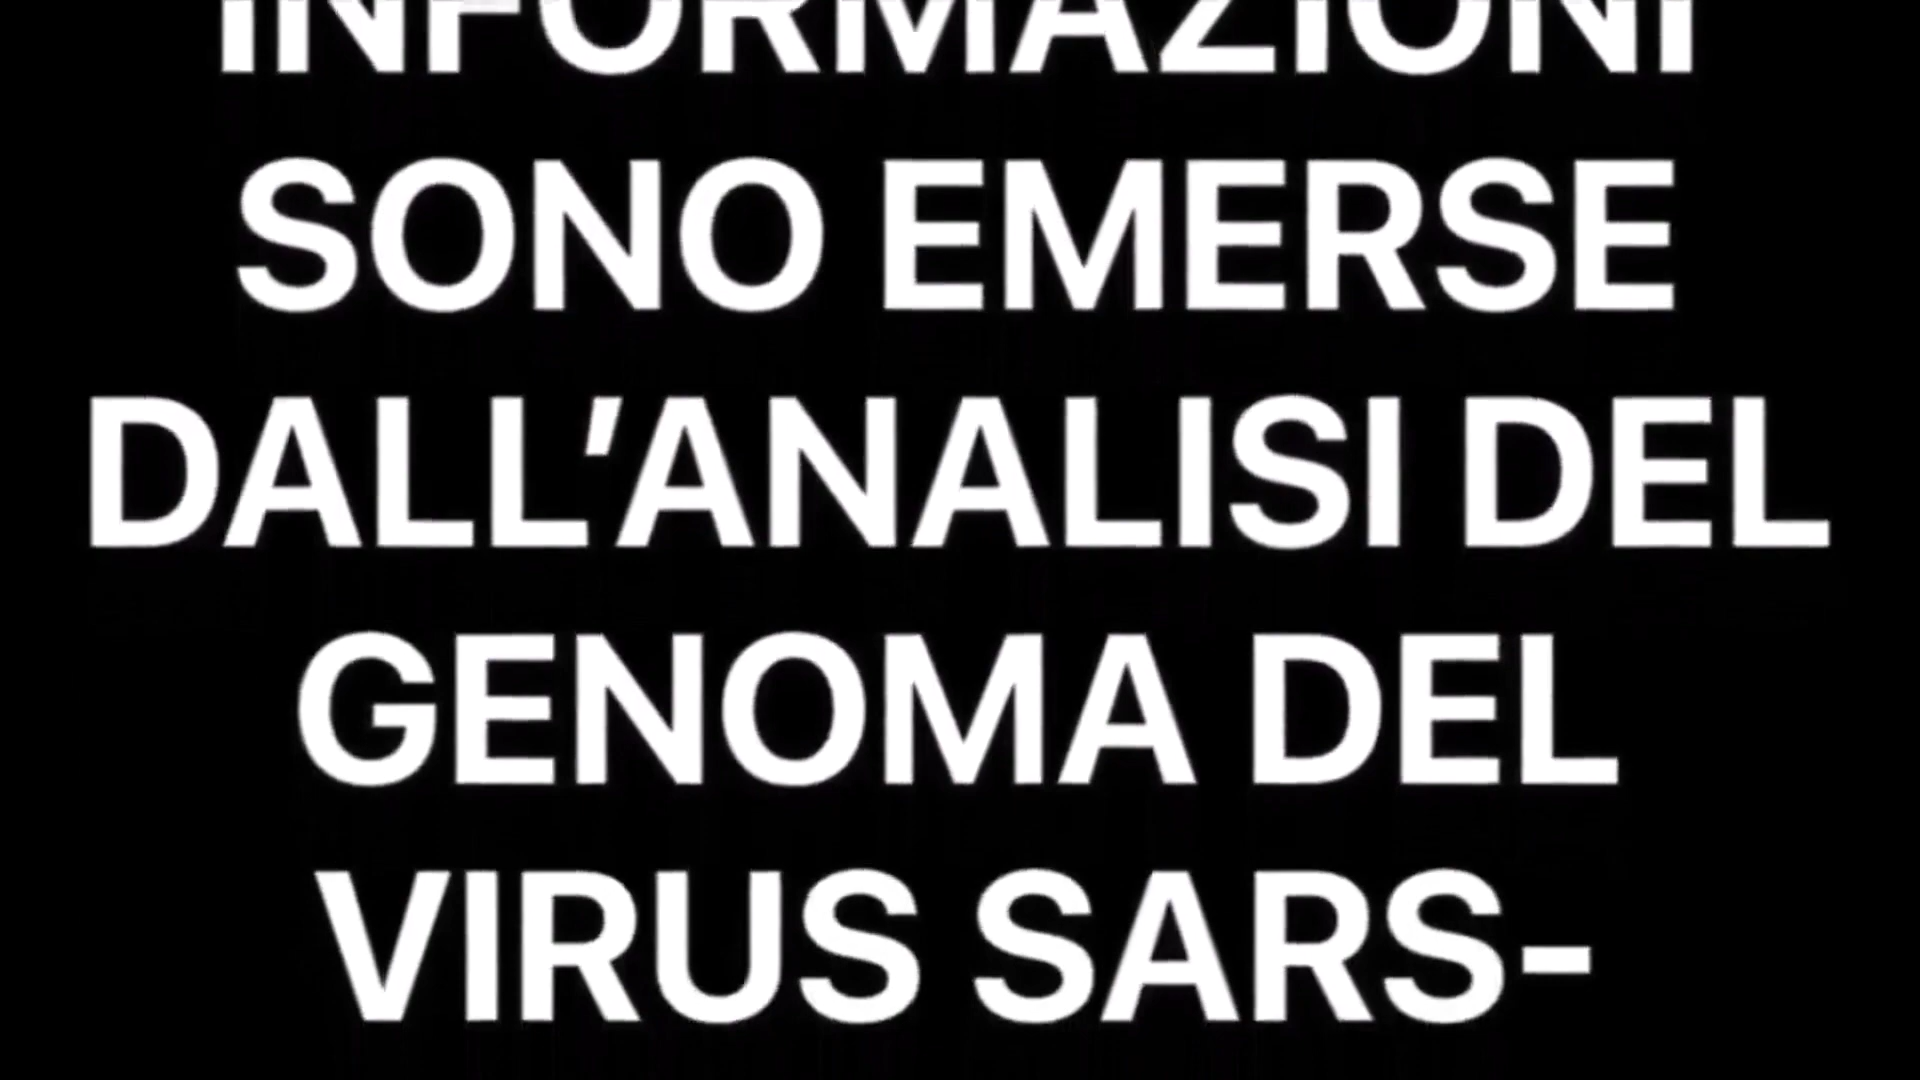 INFORMAZIONI
SONO EMERSE
DALL’ANALISI DEL
GENOMA DEL
VIRUS SARS-